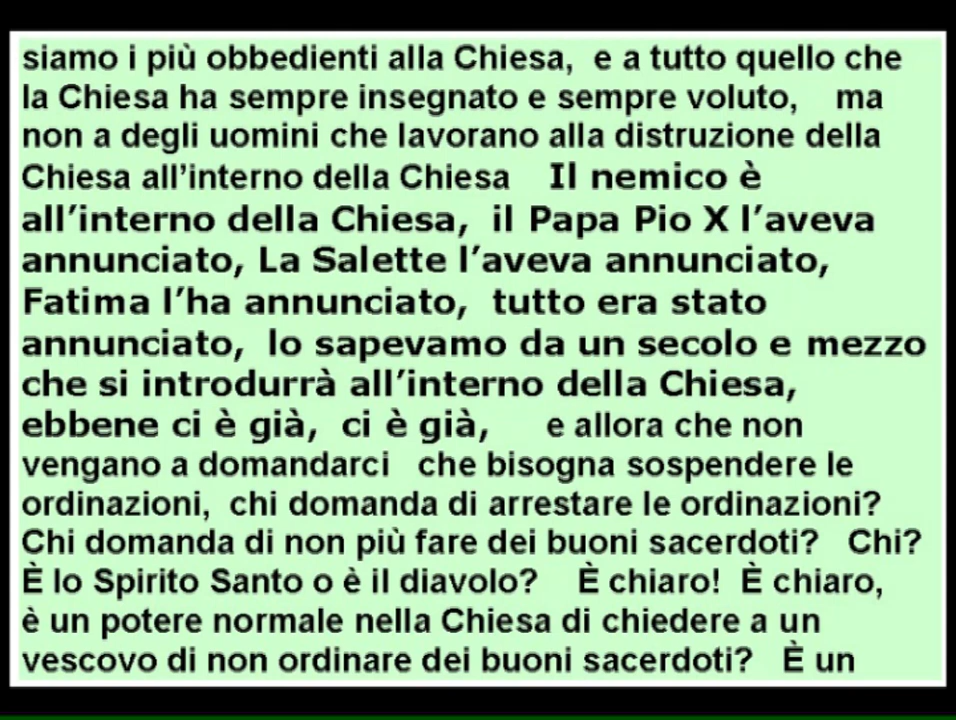 siamo i più obbedienti alla Chiesa, e a tutto quello che
la Chiesa ha sempre insegnato e sempre voluto, ma
non a degli uomini che lavorano alla distruzione della
Chiesa all’interno della Chiesa Il nemico è
all’interno della Chiesa, il Papa Pio X l’aveva
annunciato, La Salette l’aveva annunciato,
Fatima l’ha annunciato, tutto era stato
annunciato, lo sapevamo da un secolo e mezzo
che si introdurrà all’interno della Chiesa,
ebbene ci è già, ci è già, e allora che non
vengano a domandarci che bisogna sospendere le
ordinazioni, chi domanda di arrestare le ordinazioni?
Chi domanda di non più fare dei buoni sacerdoti? Chi?
È lo Spirito Santo o è il diavolo? È chiaro! È chiaro,
è un potere normale nella Chiesa di chiedere a un
vescovo di non ordinare dei buoni sacerdoti? È un